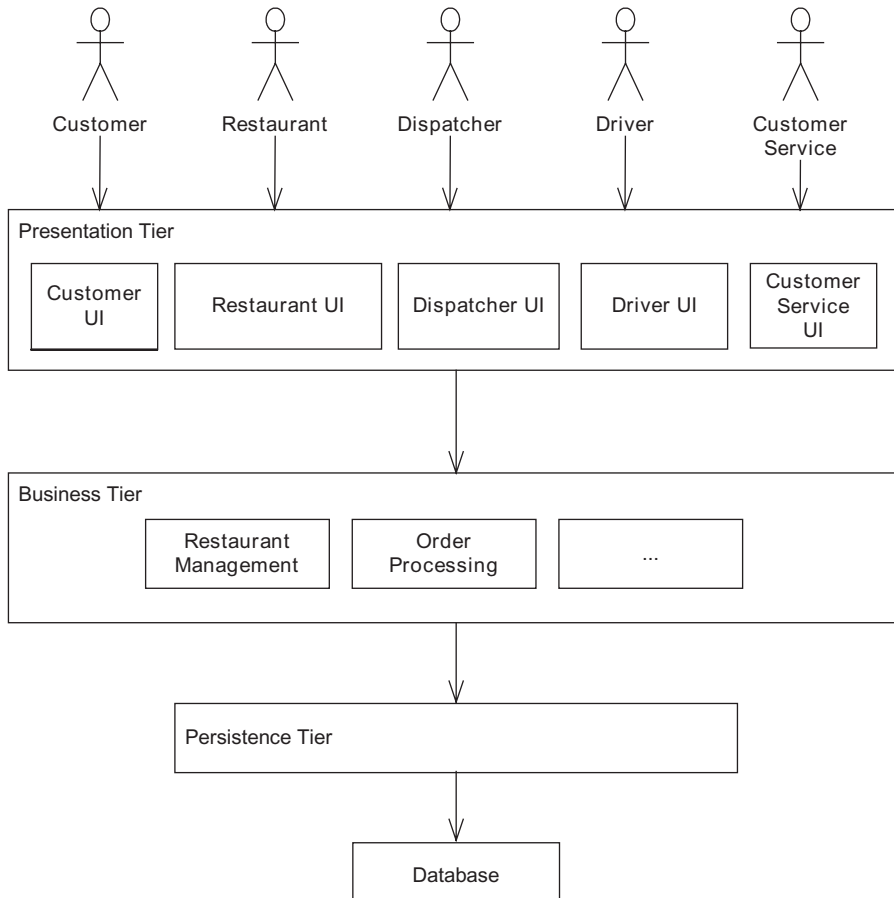 Customer
Restaurant
Dispatcher
Driver
Customer
Service
Presentation Tier
Customer
UI
Restaurant UI
Dispatcher UI
Driver UI
Customer
Service
UI
Business Tier
Restaurant
Management
Order
Processing
...
Persistence Tier
Database